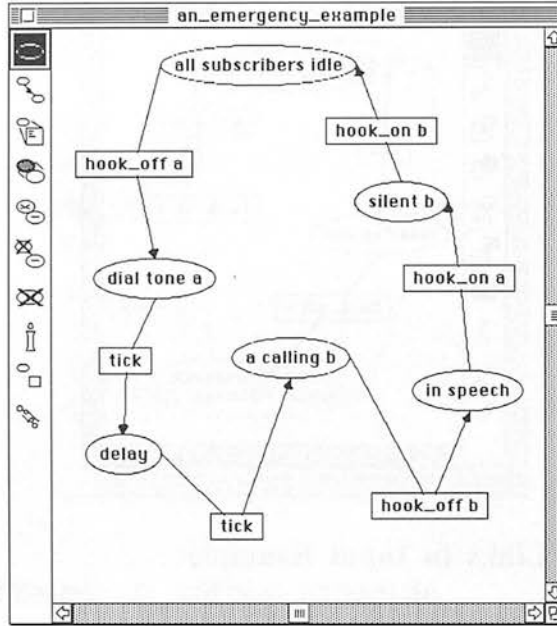 an_emergency_example
all subscribers idle
hook_on b
hook_off a
silent b
dial tone a
hook_on a
tick
a calling b
in speech
delay
hook_off b
tick